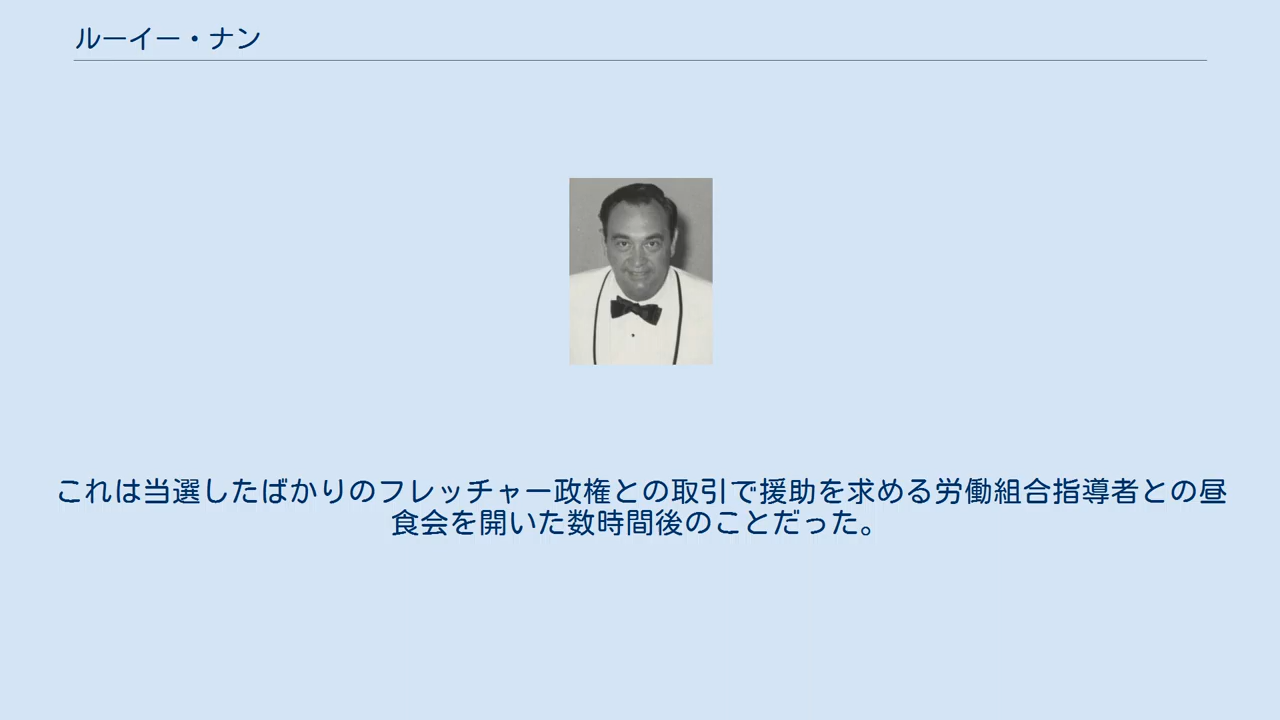 ルーイー・ナン
これは当選したばかりのフレッチャー政権との取引で援助を求める労働組合指導者との昼
食会を開いた数時間後のことだった。